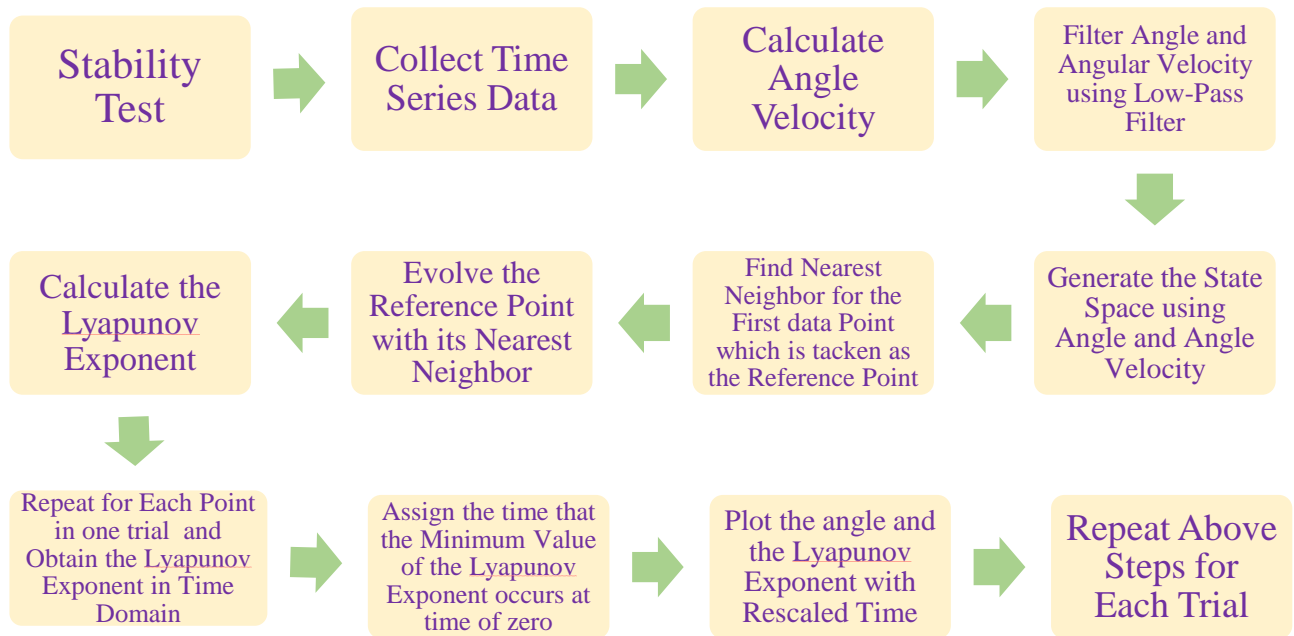 Stability
Test
Collect Time
Series Data
Calculate
Angle
Velocity
Filter Angle and
Angular Velocity
using Low-Pass
Filter
Generate the State
Space using
Angle and Angle
Velocity
Find Nearest
Neighbor for the
First data Point
which is tacken as
the Reference Point
Evolve the
Reference Point
with its Nearest
Neighbor
Calculate the
Lyapunov
Exponent
Repeat for Each Point
in one trial and
Obtain the Lyapunov
Exponent in Time
Domain
Assign the time that
the Minimum Value
of the Lyapunov
Exponent occurs at
time of zero
Plot the angle and
the Lyapunov
Exponent with
Rescaled Time
Repeat Above
Steps for
Each Trial